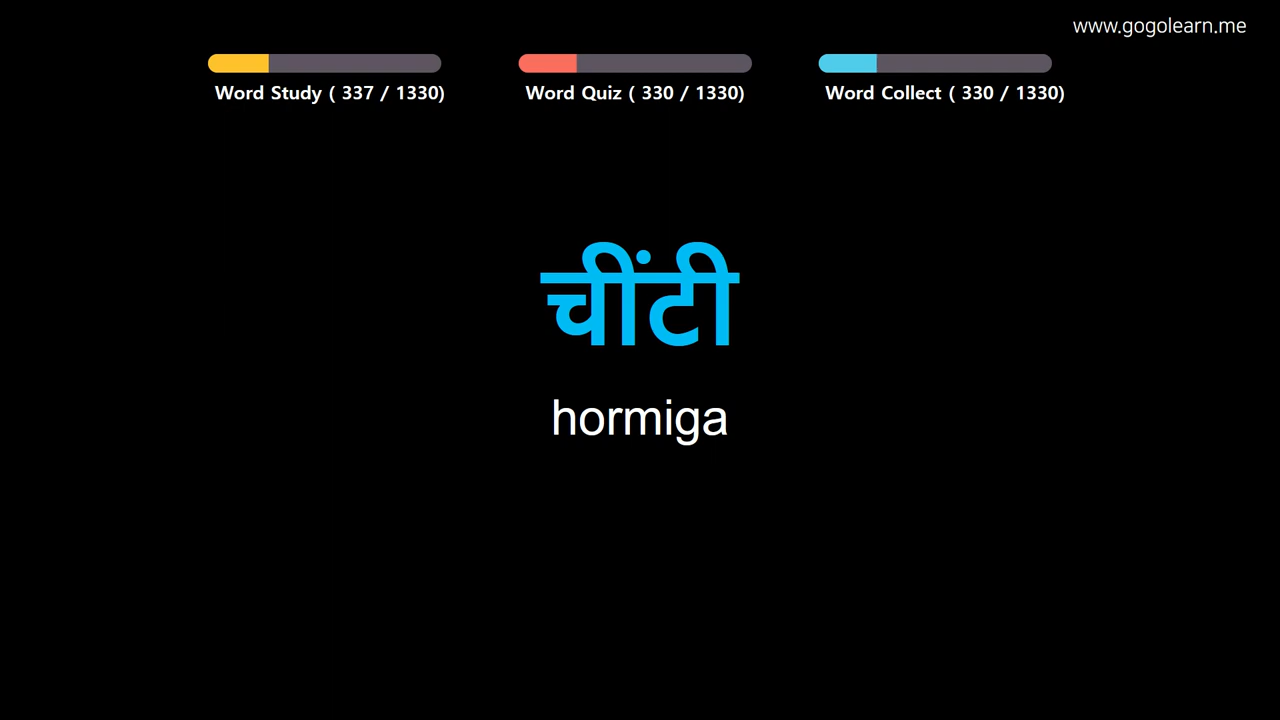 www.gogolearn.me
Word Study ( 337 / 1330)
Word Quiz ( 330 / 1330)
Word Collect ( 330 / 1330)
चींटी
hormiga